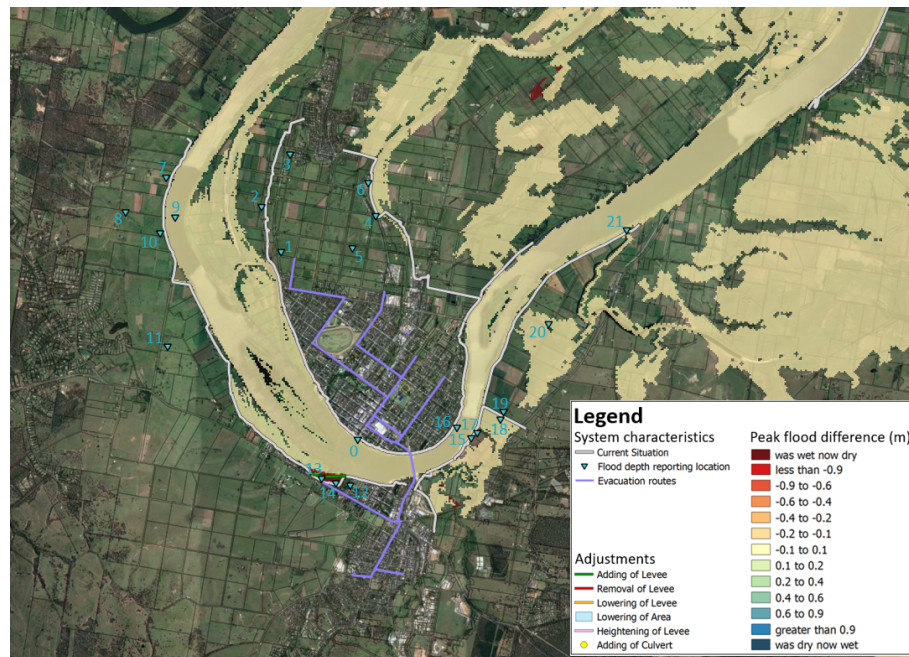 3
7
6
2
8
9
4
10
1
5
21
11
20
19
16
17
18
15
0
13
14
12
Legend
System characteristics
Current Situation
Flood depth reporting location
Evacuation routes
Adjustments
Adding of Levee
Removal of Levee
Lowering of Levee
Lowering of Area
Heightening of Levee
Adding of Culvert
Peak flood difference (m)
was wet now dry
less than -0.9
-0.9 to -0.6
-0.6 to -0.4
-0.4 to -0.2
-0.2 to -0.1
-0.1 to 0.1
0.1 to 0.2
0.2 to 0.4
0.4 to 0.6
0.6 to 0.9
greater than 0.9
was dry now wet